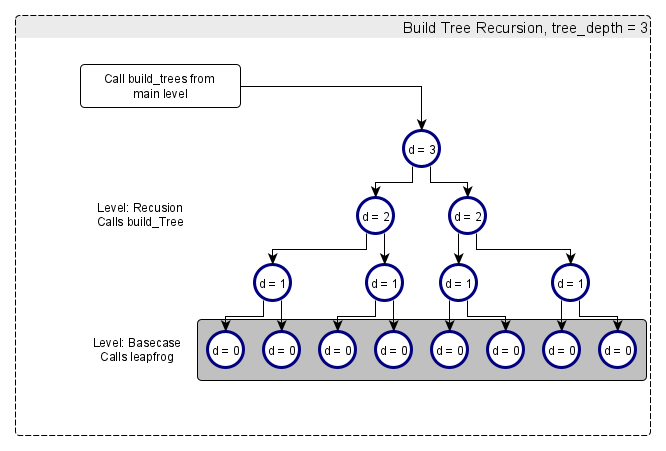 Build Tree Recursion, tree_depth = 3
Call build_trees from
main level
d = 3
Level: Recusion
Calls build_Tree
d = 2
d = 2
d = 1
d = 1
d = 1
d = 1
Level: Basecase
Calls leapfrog
d = 0
d = 0
d = 0
d = 0
d = 0
d = 0
d = 0
d = 0